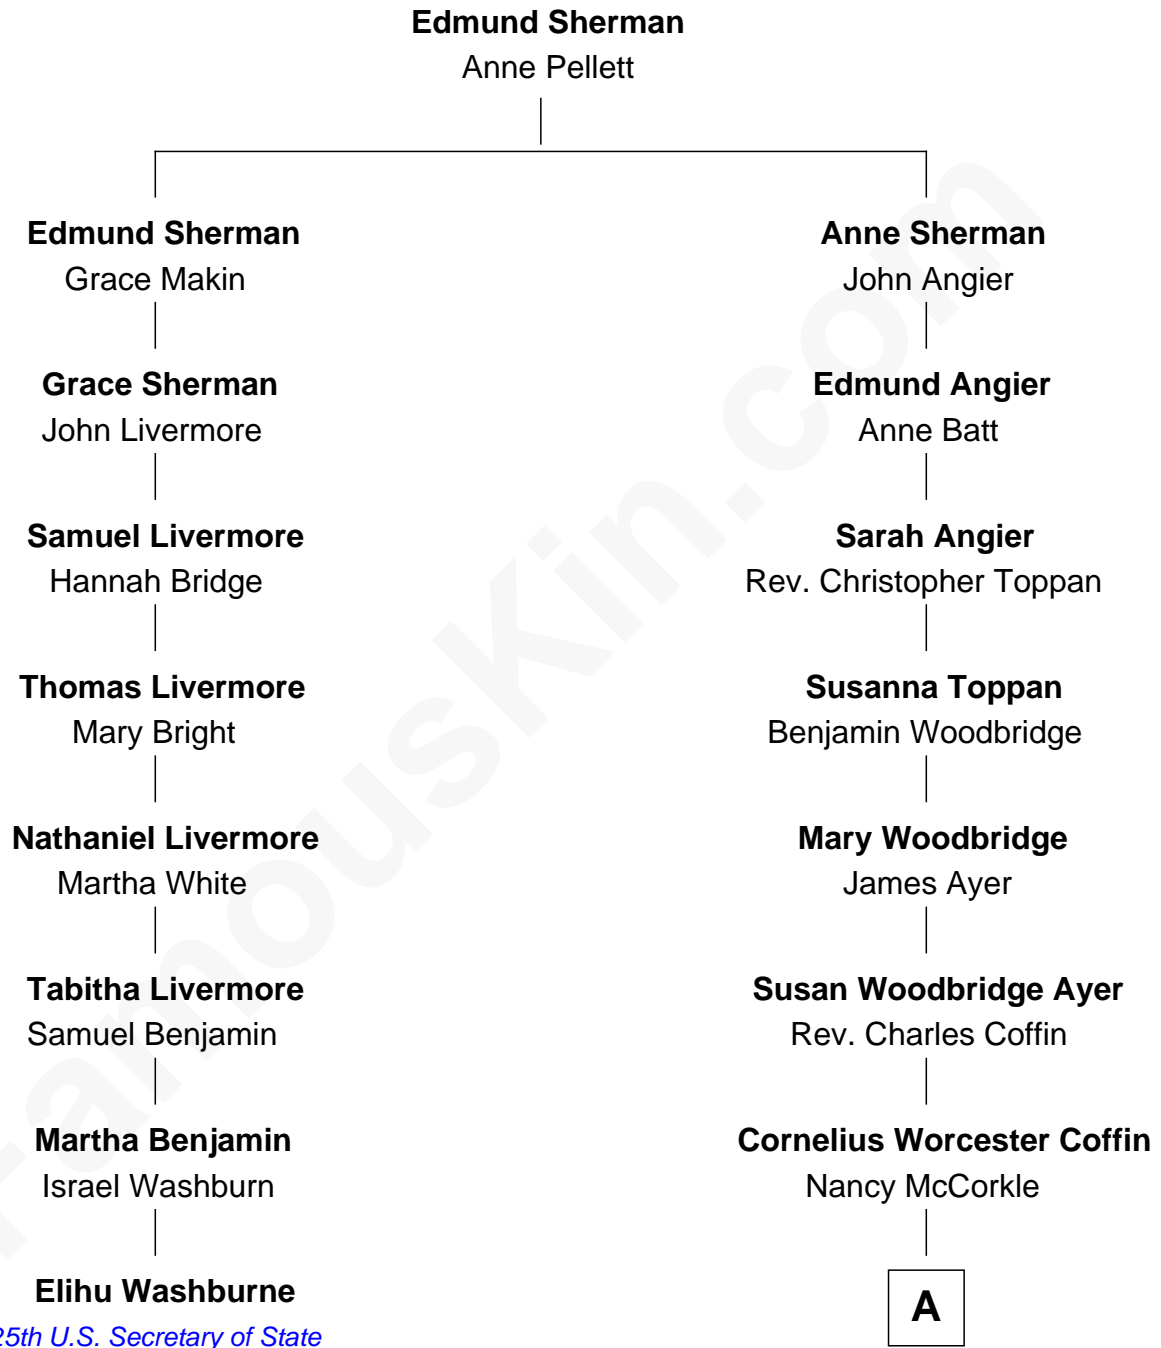 Edmund Sherman
Anne Pellett
Edmund Sherman
Grace Makin
Anne Sherman
John Angier
Grace Sherman
John Livermore
Edmund Angier
Anne Batt
Samuel Livermore
Hannah Bridge
Sarah Angier
Rev. Christopher Toppan
Thomas Livermore
Mary Bright
Susanna Toppan
Benjamin Woodbridge
Nathaniel Livermore
Martha White
Mary Woodbridge
James Ayer
Tabitha Livermore
Samuel Benjamin
Susan Woodbridge Ayer
Rev. Charles Coffin
Martha Benjamin
Israel Washburn
Cornelius Worcester Coffin
Nancy McCorkle
Elihu Washburne
25th U.S. Secretary of State
A
FamousKin.com